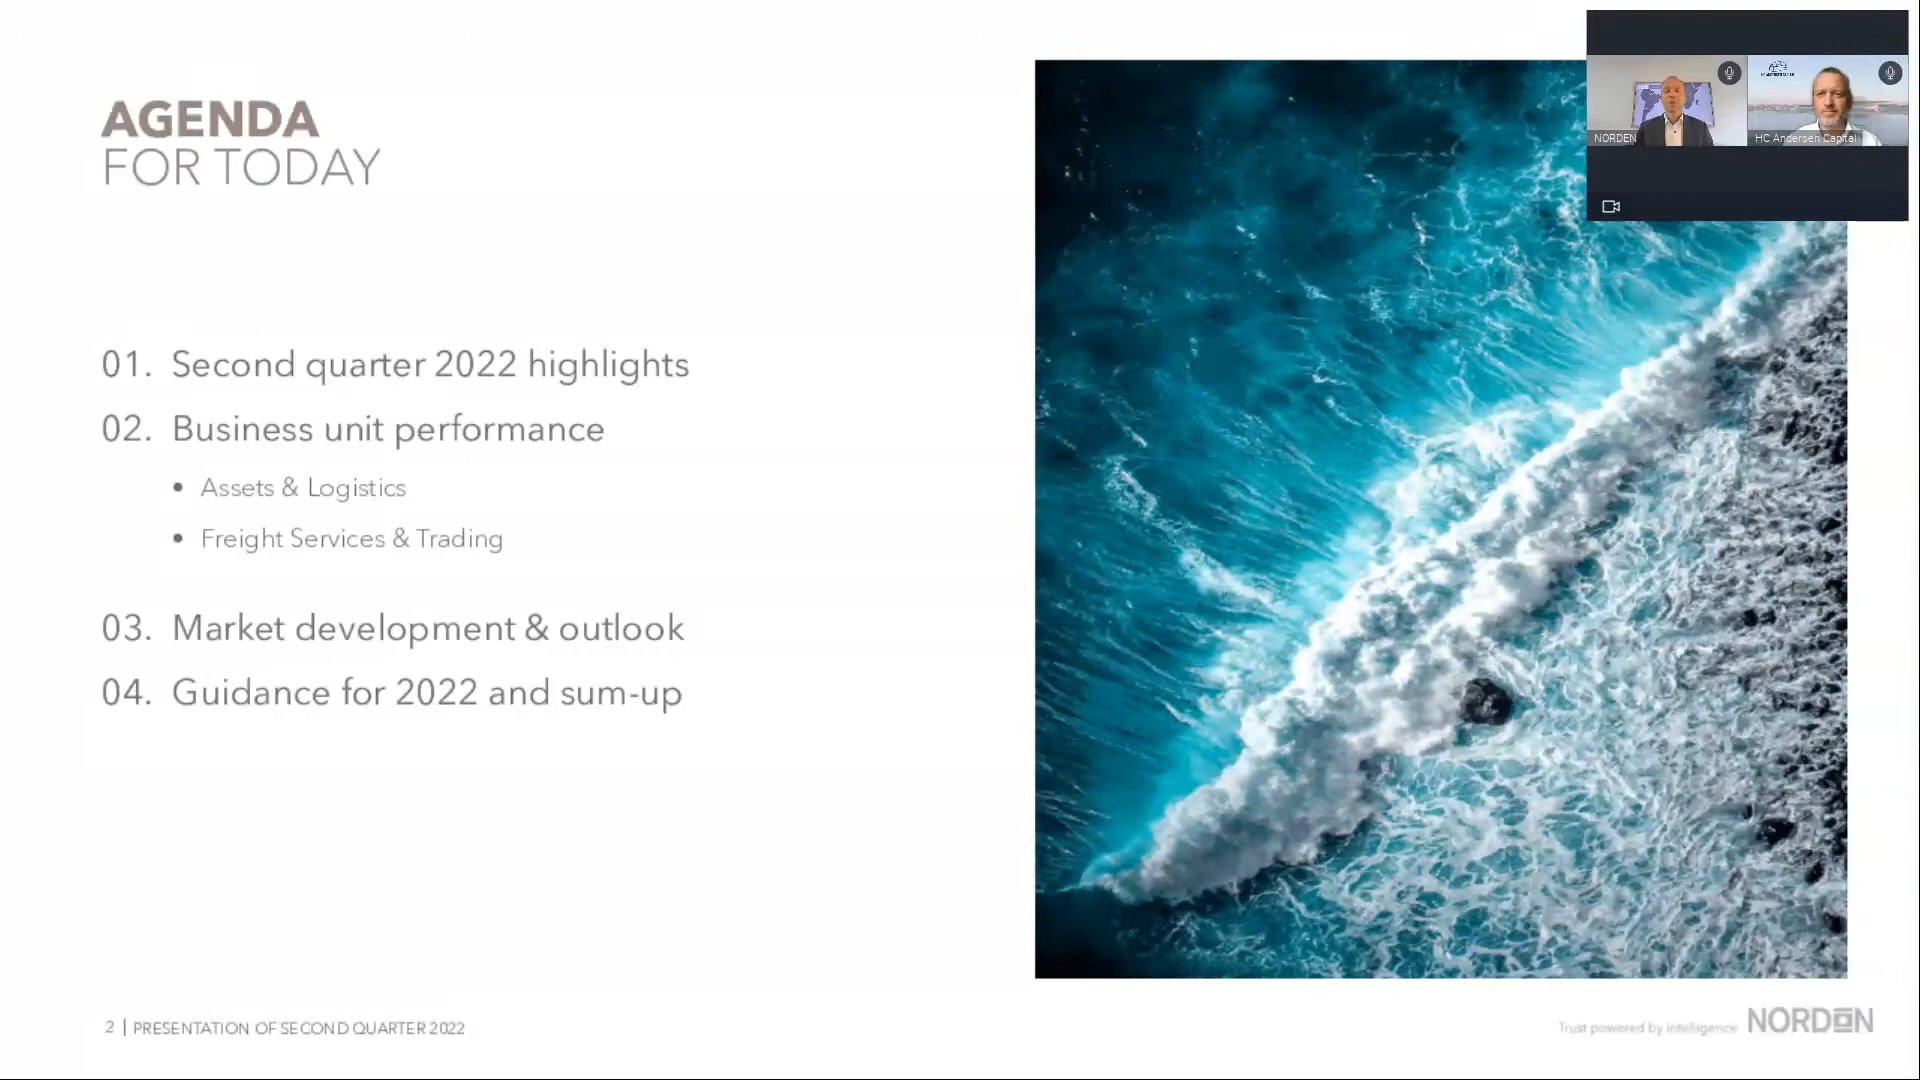 AGENDA
FOR TODAY
01. Second quarter 2022 highlights
02. Business unit performance
• Assets & Logistics
• Freight Services & Trading
03. Market development & outlook
04. Guidance for 2022 and sum-up
2 | PRESENTATION OF SECOND QUARTER 2022
Trust powered by intelligence NORDEN
NORDEN
HC Andersen Capital